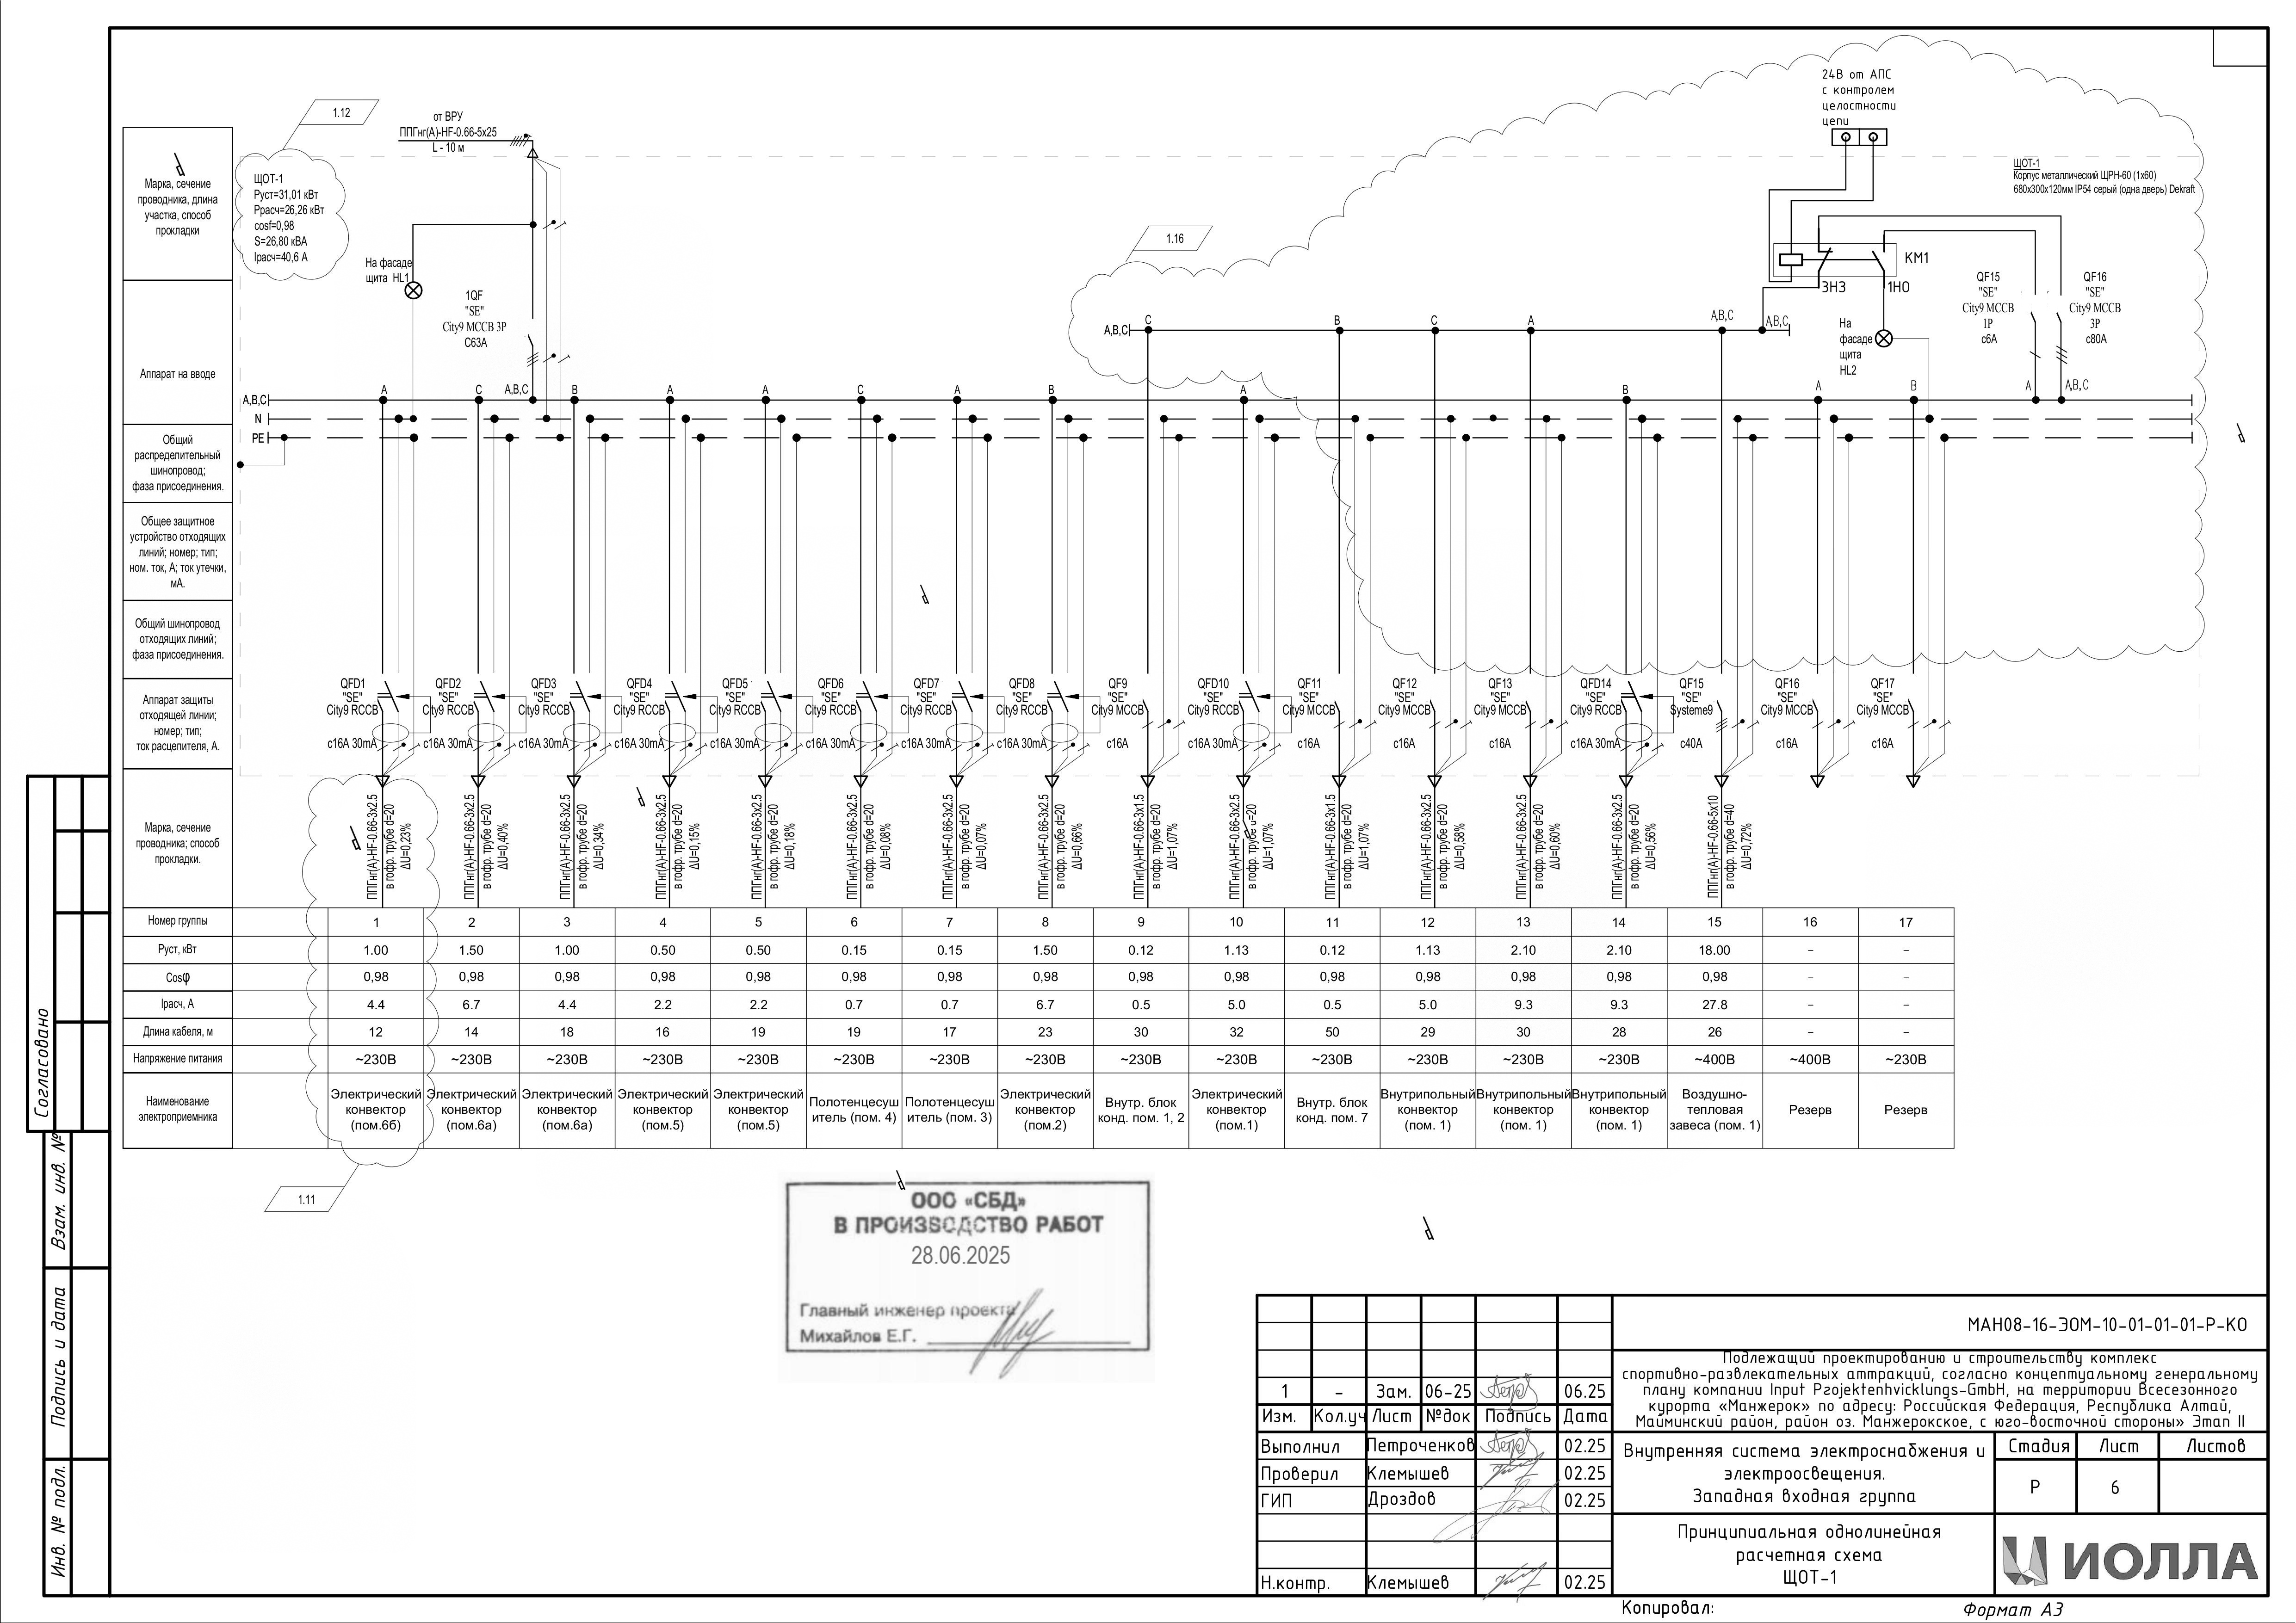 1.12
от ВРУ
ППГнг(А)-HF-0.66-5х25
L - 10 м
ЩОТ-1
Руст=31,01 кВт
Ррасч=26,26 кВт
cosf=0,98
S=26,80 кВА
Iрасч=40,6 А
На фасаде
щита HL1
1QF
"SE"
City9 MCCB 3P
C63A
24В от АПС
с контролем
целостности
цепи
ЩОТ-1
Корпус металлический ЩРН-60 (1х60)
680х300х120мм IP54 серый (одна дверь) Dekraft
1.16
КМ1
3НЗ
1НО
На
фасаде
щита
HL2
QF15
"SE"
City9 MCCB
1P
c6A
QF16
"SE"
City9 MCCB
3P
c80A
A,B,C C B C A A,B,C A,B,C
A,B,C A C A,B,C B A A C A B A B A B A A,B,C
N
PE
Марка, сечение
проводника, длина
участка, способ
прокладки
Аппарат на вводе
Общий
распределительный
шинопровод;
фаза присоединения.
Общее защитное
устройство отходящих
линий; номер; тип;
ном. ток, А; ток утечки,
мА.
Общий шинопровод
отходящих линий;
фаза присоединения.
Аппарат защиты
отходящей линии;
номер; тип;
ток расцепителя, А.
QFD1 QFD2 QFD3 QFD4 QFD5 QFD6 QFD7 QFD8 QF9 QFD10 QF11 QF12 QF13 QFD14 QF15 QF16 QF17
"SE" "SE" "SE" "SE" "SE" "SE" "SE" "SE" "SE" "SE" "SE" "SE" "SE" "SE" "SE" "SE" "SE"
City9 RCCB City9 RCCB City9 RCCB City9 RCCB City9 RCCB City9 RCCB City9 RCCB City9 RCCB City9 MCCB City9 RCCB City9 MCCB City9 MCCB City9 MCCB City9 RCCB Systeme9 City9 MCCB City9 MCCB
c16A 30mA c16A 30mA c16A 30mA c16A 30mA c16A 30mA c16A 30mA c16A 30mA c16A 30mA c16A c16A 30mA c16A c16A c16A c16A 30mA c40A c16A c16A
Марка, сечение
проводника; способ
прокладки.
ППГнг(А)-HF-0.66-3х2.5
в гофр. трубе d=20
ΔU=0,23%
ППГнг(А)-HF-0.66-3х2.5
в гофр. трубе d=20
ΔU=0,40%
ППГнг(А)-HF-0.66-3х2.5
в гофр. трубе d=20
ΔU=0,34%
ППГнг(А)-HF-0.66-3х2.5
в гофр. трубе d=20
ΔU=0,15%
ППГнг(А)-HF-0.66-3х2.5
в гофр. трубе d=20
ΔU=0,18%
ППГнг(А)-HF-0.66-3х2.5
в гофр. трубе d=20
ΔU=0,08%
ППГнг(А)-HF-0.66-3х2.5
в гофр. трубе d=20
ΔU=0,07%
ППГнг(А)-HF-0.66-3х2.5
в гофр. трубе d=20
ΔU=0,66%
ППГнг(А)-HF-0.66-3х1.5
в гофр. трубе d=20
ΔU=1,07%
ППГнг(А)-HF-0.66-3х2.5
в гофр. трубе d=20
ΔU=1,07%
ППГнг(А)-HF-0.66-3х1.5
в гофр. трубе d=20
ΔU=1,07%
ППГнг(А)-HF-0.66-3х2.5
в гофр. трубе d=20
ΔU=0,58%
ППГнг(А)-HF-0.66-3х2.5
в гофр. трубе d=20
ΔU=0,60%
ППГнг(А)-HF-0.66-3х2.5
в гофр. трубе d=20
ΔU=0,56%
ППГнг(А)-HF-0.66-5х10
в гофр. трубе d=40
ΔU=0,72%
Номер группы 1 2 3 4 5 6 7 8 9 10 11 12 13 14 15 16 17
Руст, кВт 1.00 1.50 1.00 0.50 0.50 0.15 0.15 1.50 0.12 1.13 0.12 1.13 2.10 2.10 18.00 – –
Cosφ 0,98 0,98 0,98 0,98 0,98 0,98 0,98 0,98 0,98 0,98 0,98 0,98 0,98 0,98 0,98 – –
Iрасч, А 4.4 6.7 4.4 2.2 2.2 0.7 0.7 6.7 0.5 5.0 0.5 5.0 9.3 9.3 27.8 – –
Длина кабеля, м 12 14 18 16 19 19 17 23 30 32 50 29 30 28 26 – –
Напряжение питания ~230В ~230В ~230В ~230В ~230В ~230В ~230В ~230В ~230В ~230В ~230В ~230В ~230В ~230В ~400В ~400В ~230В
Наименование
электроприемника
Электрический
конвектор
(пом.6б)
Электрический
конвектор
(пом.6а)
Электрический
конвектор
(пом.6а)
Электрический
конвектор
(пом.5)
Электрический
конвектор
(пом.5)
Полотенцесуш
итель (пом. 4)
Полотенцесуш
итель (пом. 3)
Электрический
конвектор
(пом.2)
Внутр. блок
конд. пом. 1, 2
Электрический
конвектор
(пом.1)
Внутр. блок
конд. пом. 7
Внутрипольный
конвектор
(пом. 1)
Внутрипольный
конвектор
(пом. 1)
Внутрипольный
конвектор
(пом. 1)
Воздушно-
тепловая
завеса (пом. 1)
Резерв
Резерв
1.11
ООО «СБД»
В ПРОИЗВОДСТВО РАБОТ
28.06.2025
Главный инженер проекта
Михайлов Е.Г.
Согласовано
Взам. инв. №
Подпись и дата
Инв. № подл.
МАН08-16-ЭОМ-10-01-01-01-Р-КО
Подлежащий проектированию и строительству комплекс
спортивно-развлекательных аттракций, согласно концептуальному генеральному
плану компании Input Projektenhvicklungs-GmbH, на территории Всесезонного
курорта «Манжерок» по адресу: Российская Федерация, Республика Алтай,
Майминский район, район оз. Манжерокское, с юго-восточной стороны» Этап II
1 – Зам. 06-25 06.25
Изм. Кол.уч Лист №док Подпись Дата
Выполнил Петроченков 02.25
Проверил Клемышев 02.25
ГИП Дроздов 02.25
Н.контр. Клемышев 02.25
Внутренняя система электроснабжения и
электроосвещения.
Западная входная группа
Стадия Лист Листов
Р 6
Принципиальная однолинейная
расчетная схема
ЩОТ-1
ИОЛЛА
Копировал:
Формат А3